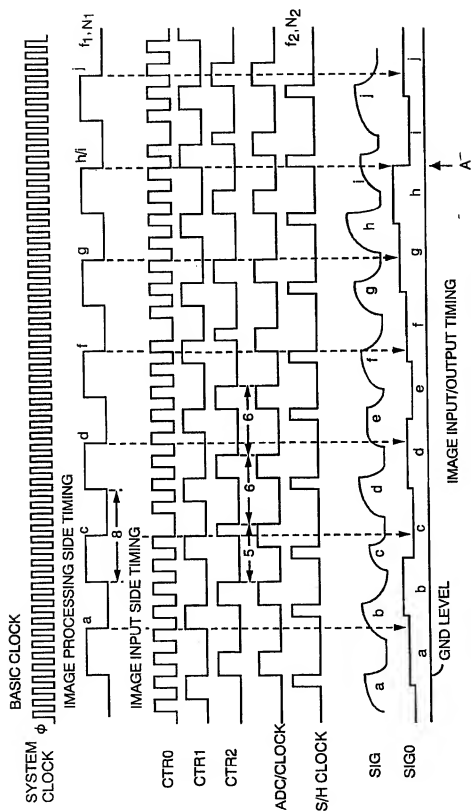 BASIC CLOCK
SYSTEM
CLOCK
ϕ
IMAGE PROCESSING SIDE TIMING
a
c
d
f
g
h/i
j
f₁, N₁
8
IMAGE INPUT SIDE TIMING
CTR0
CTR1
CTR2
5
6
6
ADC/CLOCK
S/H CLOCK
f₂, N₂
SIG
a
b
c
d
e
f
g
h
i
j
SIG0
a
b
c
d
e
f
g
h
i
j
GND LEVEL
A
IMAGE INPUT/OUTPUT TIMING